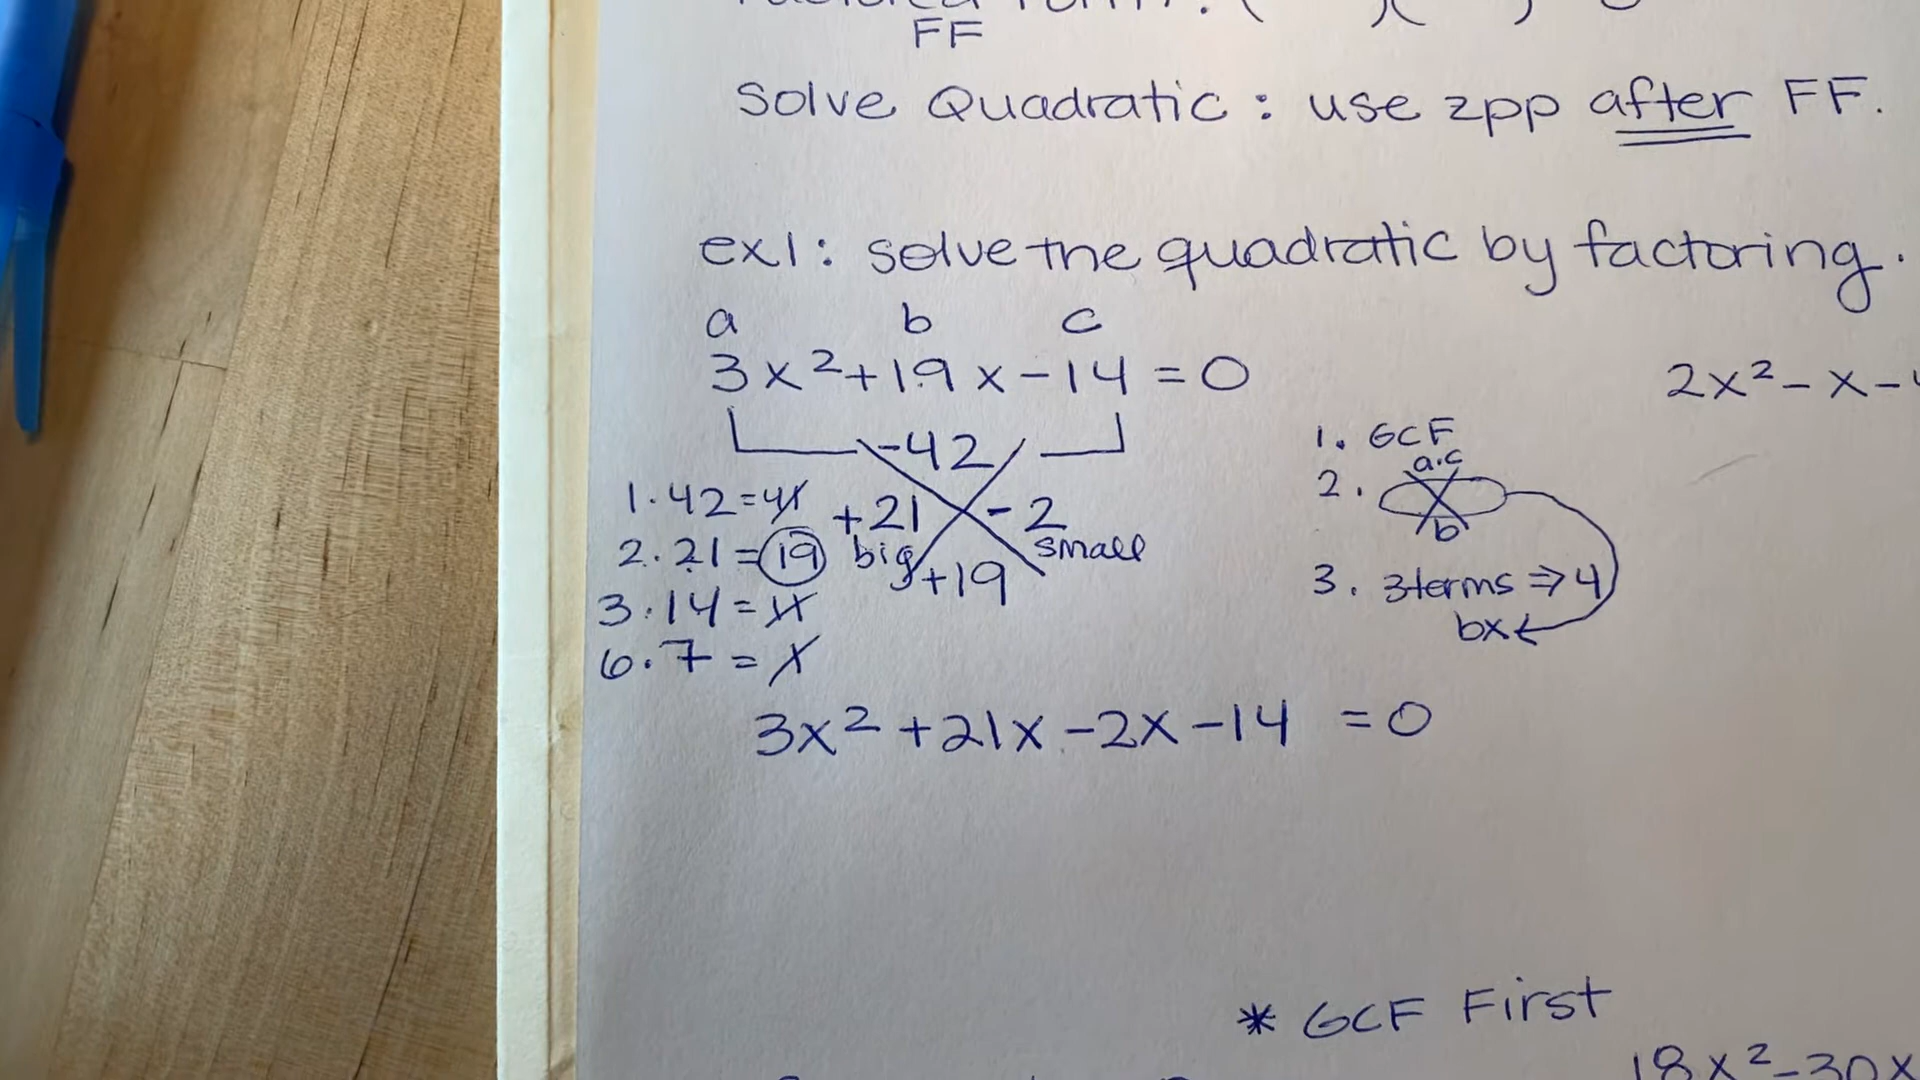 FF
Solve Quadratic : use zpp after FF.
ex1: solve the quadratic by factoring.
a b c
3x²+19x-14=0
2x²-x-
-42
1. GCF
a.c
2.
b
1·42=41
+21 -2
2·21=19
big small
+19
3·14=11
3. 3terms ⇒ 4
bx
6·7=1
3x²+21x-2x-14 =0
* GCF First
18x²-30x